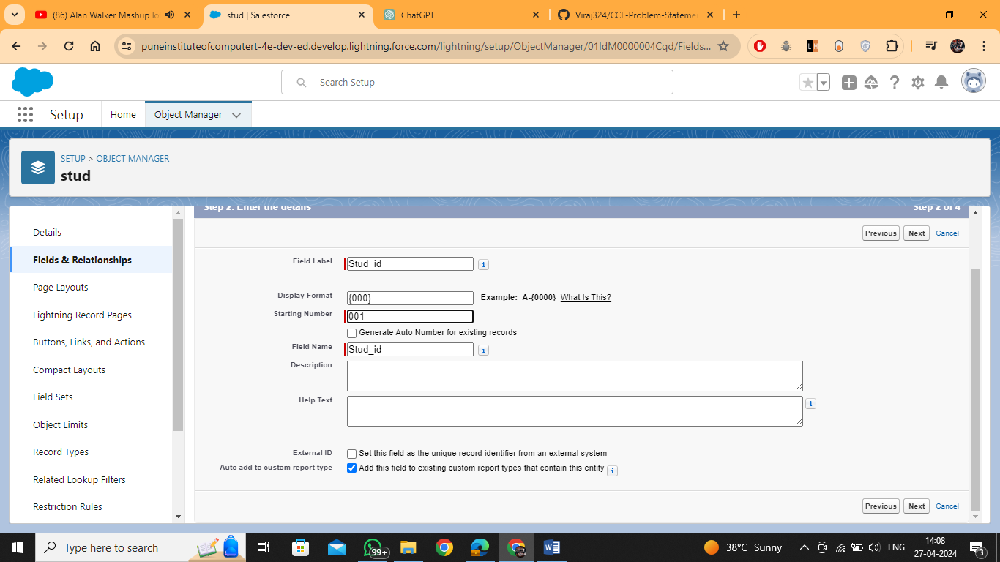 (86) Alan Walker Mashup lo
stud | Salesforce
ChatGPT
Viraj324/CCL-Problem-Stateme
puneinstituteofcomputert-4e-dev-ed.develop.lightning.force.com/lightning/setup/ObjectManager/01IdM0000004Cqd/Fields...
Search Setup
Setup
Home
Object Manager
SETUP > OBJECT MANAGER
stud
Details
Fields & Relationships
Page Layouts
Lightning Record Pages
Buttons, Links, and Actions
Compact Layouts
Field Sets
Object Limits
Record Types
Related Lookup Filters
Restriction Rules
Step 2. Enter the details
Step 2 of 4
Previous Next Cancel
Field Label Stud_id
Display Format {000} Example: A-{0000} What Is This?
Starting Number 001
Generate Auto Number for existing records
Field Name Stud_id
Description
Help Text
External ID Set this field as the unique record identifier from an external system
Auto add to custom report type Add this field to existing custom report types that contain this entity
Previous Next Cancel
Type here to search
99+
38°C Sunny
ENG
14:08
27-04-2024
3